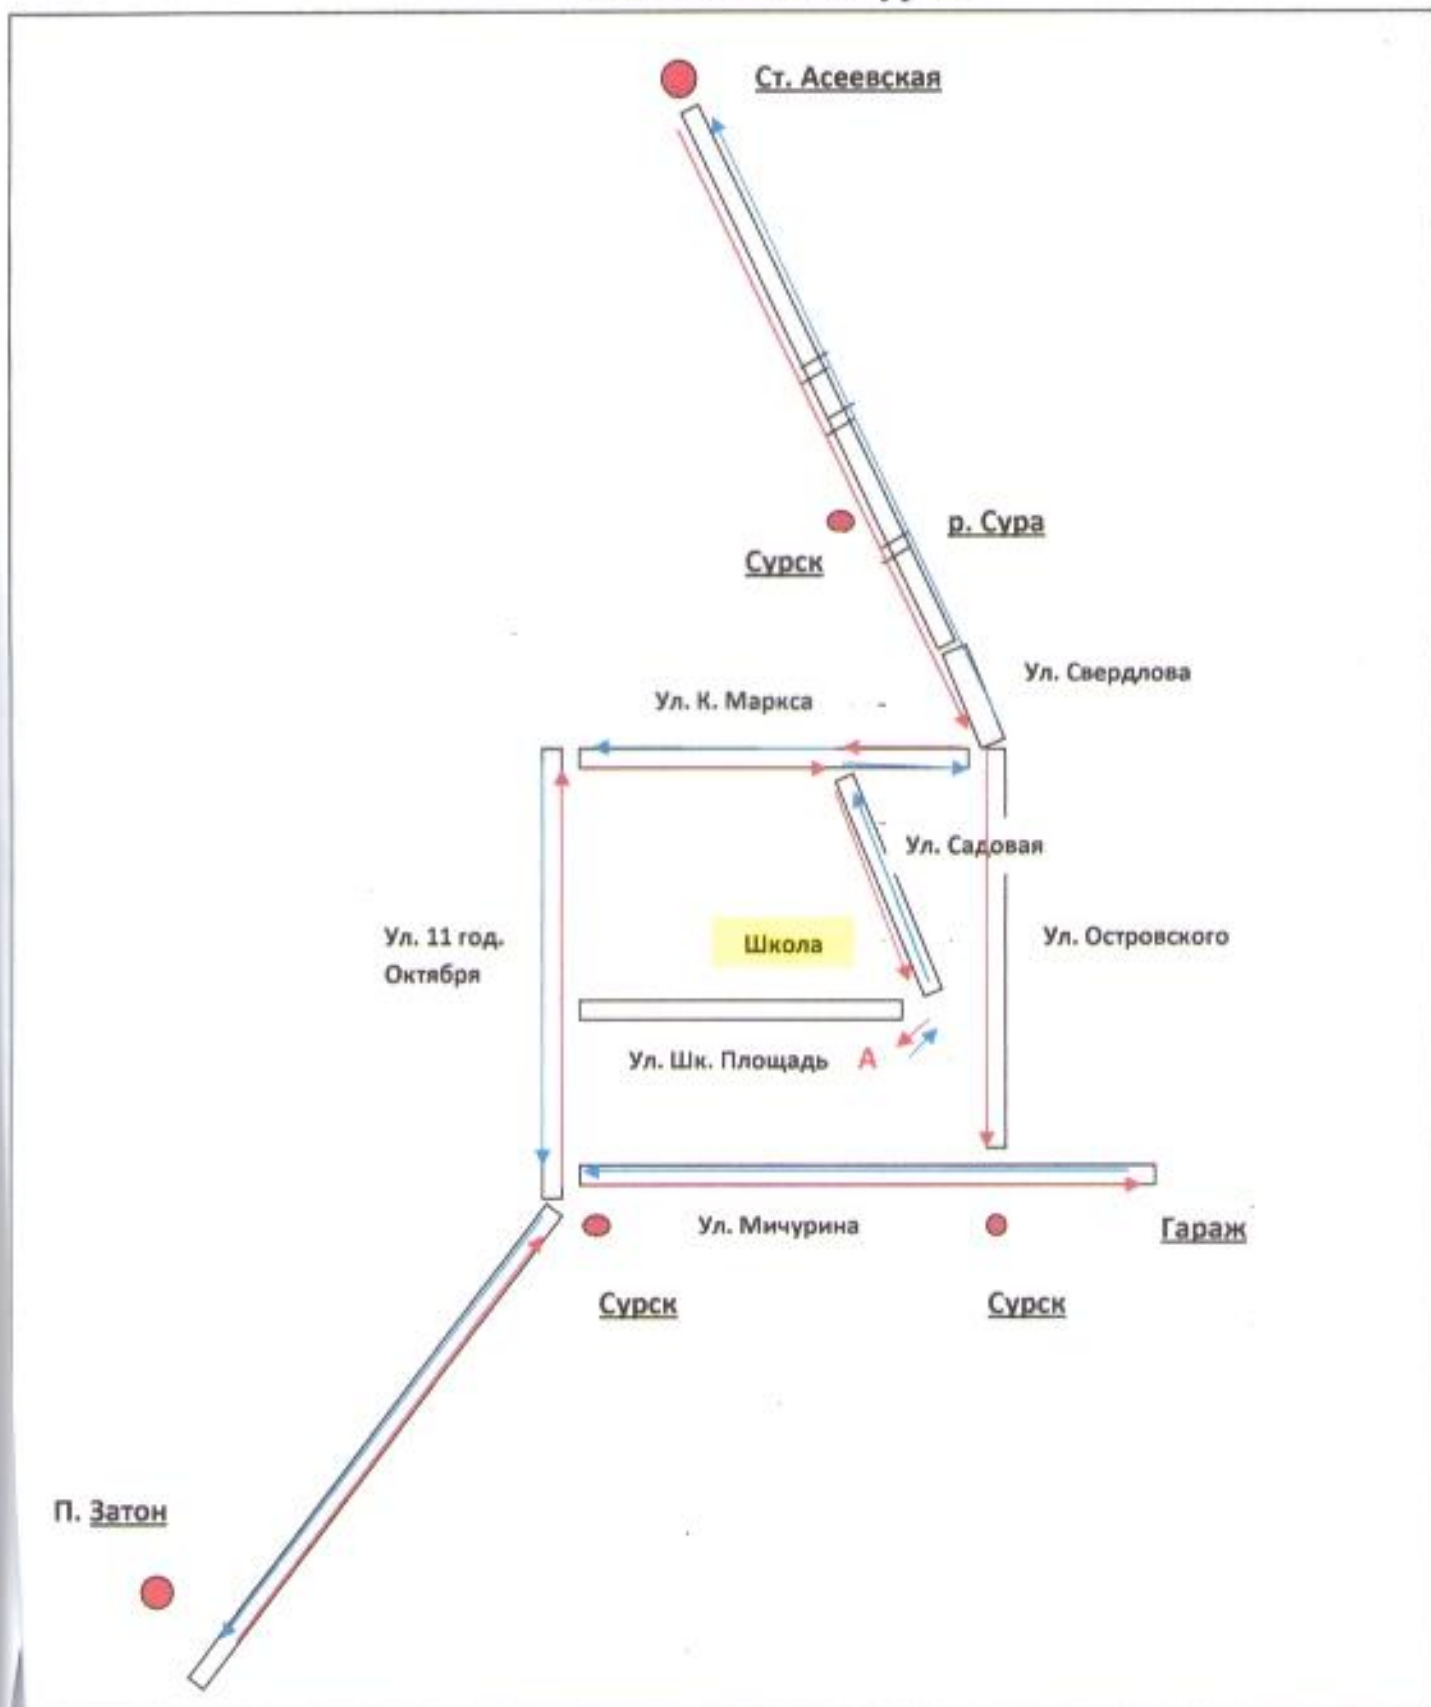 Ст. Асеевская
р. Сура
Сурск
Ул. Свердлова
Ул. К. Маркса
Ул. Садовая
Ул. 11 год.
Октября
Школа
Ул. Островского
Ул. Шк. Площадь
А
Ул. Мичурина
Гараж
Сурск
Сурск
П. Затон